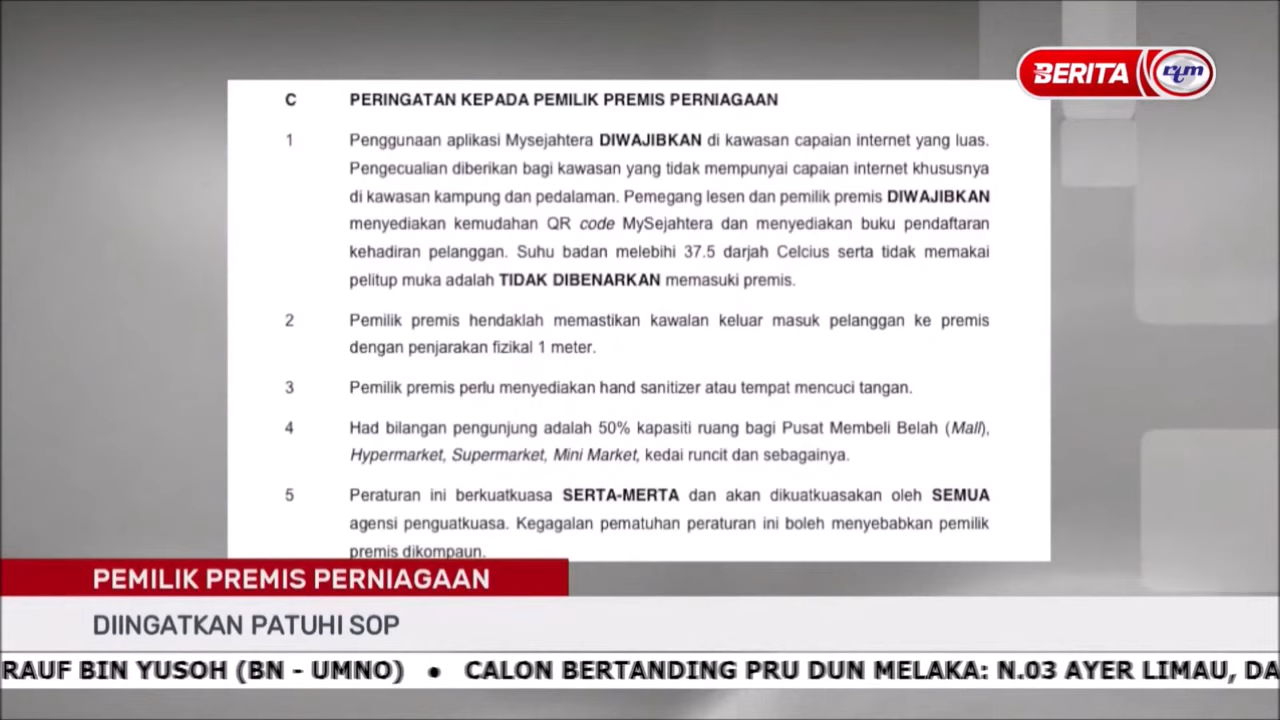 BERITA rtm
C PERINGATAN KEPADA PEMILIK PREMIS PERNIAGAAN
1 Penggunaan aplikasi Mysejahtera DIWAJIBKAN di kawasan capaian internet yang luas.
Pengecualian diberikan bagi kawasan yang tidak mempunyai capaian internet khususnya
di kawasan kampung dan pedalaman. Pemegang lesen dan pemilik premis DIWAJIBKAN
menyediakan kemudahan QR code MySejahtera dan menyediakan buku pendaftaran
kehadiran pelanggan. Suhu badan melebihi 37.5 darjah Celcius serta tidak memakai
pelitup muka adalah TIDAK DIBENARKAN memasuki premis.
2 Pemilik premis hendaklah memastikan kawalan keluar masuk pelanggan ke premis
dengan penjarakan fizikal 1 meter.
3 Pemilik premis perlu menyediakan hand sanitizer atau tempat mencuci tangan.
4 Had bilangan pengunjung adalah 50% kapasiti ruang bagi Pusat Membeli Belah (Mall),
Hypermarket, Supermarket, Mini Market, kedai runcit dan sebagainya.
5 Peraturan ini berkuatkuasa SERTA-MERTA dan akan dikuatkuasakan oleh SEMUA
agensi penguatkuasa. Kegagalan pematuhan peraturan ini boleh menyebabkan pemilik
premis dikompaun.
PEMILIK PREMIS PERNIAGAAN
DIINGATKAN PATUHI SOP
RAUF BIN YUSOH (BN - UMNO) • CALON BERTANDING PRU DUN MELAKA: N.03 AYER LIMAU, DA